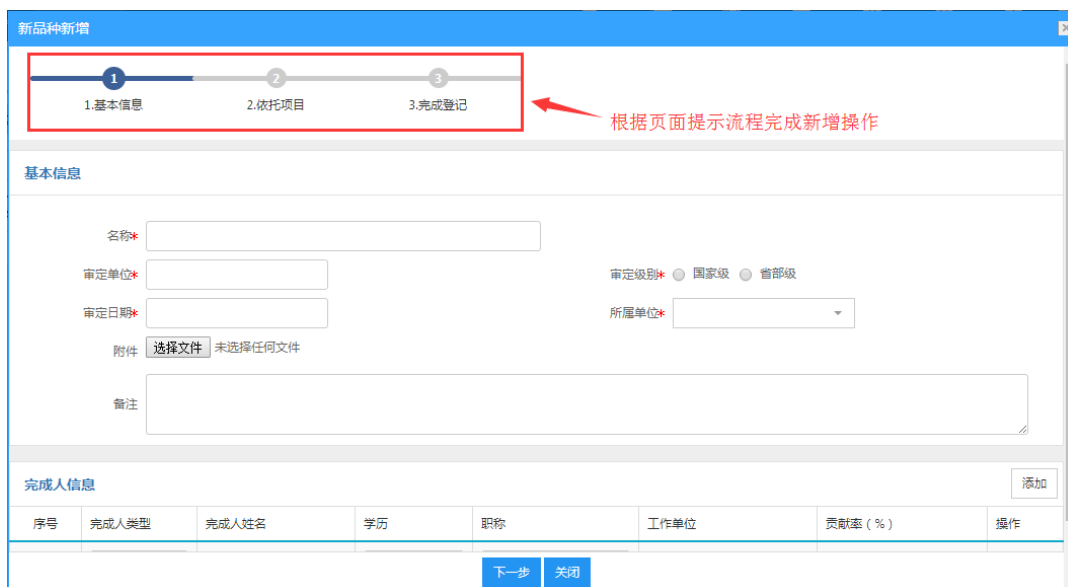 新品种新增
1 2 3
1.基本信息 2.依托项目 3.完成登记
根据页面提示流程完成新增操作
基本信息
名称*
审定单位* 审定级别* 国家级 省部级
审定日期* 所属单位*
附件 选择文件 未选择任何文件
备注
完成人信息 添加
序号 完成人类型 完成人姓名 学历 职称 工作单位 贡献率（%） 操作
下一步 关闭